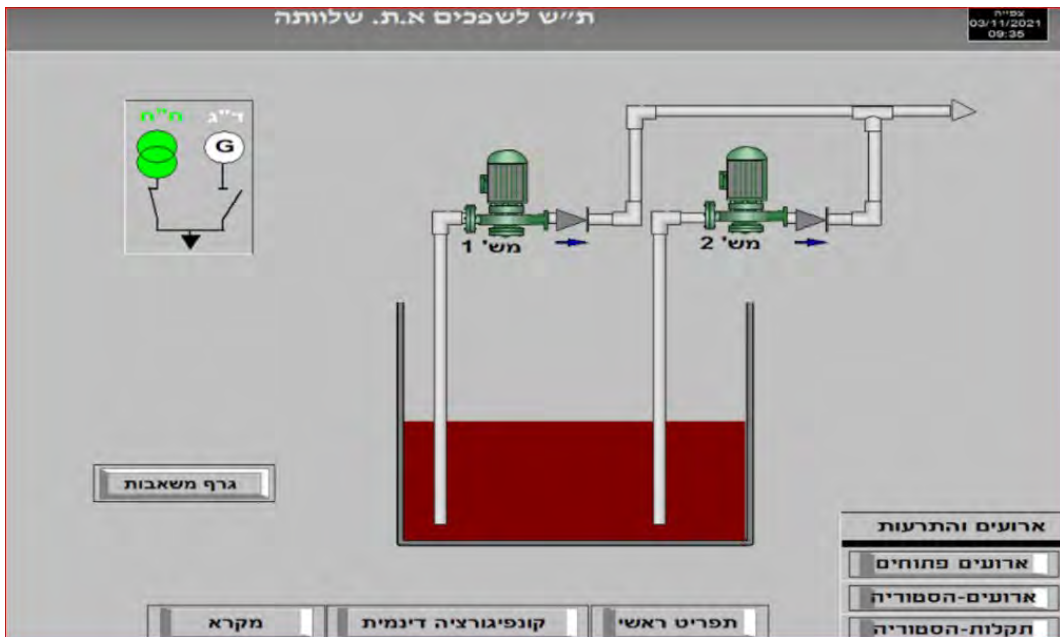 ת״ש לשפכים א.ת. שלוותה
צפייה
03/11/2021
09:35
ח״ח
ד״ג
G
מש' 1
מש' 2
גרף משאבות
ארועים והתרעות
ארועים פתוחים
ארועים-הסטוריה
תקלות-הסטוריה
תפריט ראשי
קונפיגורציה דינמית
מקרא